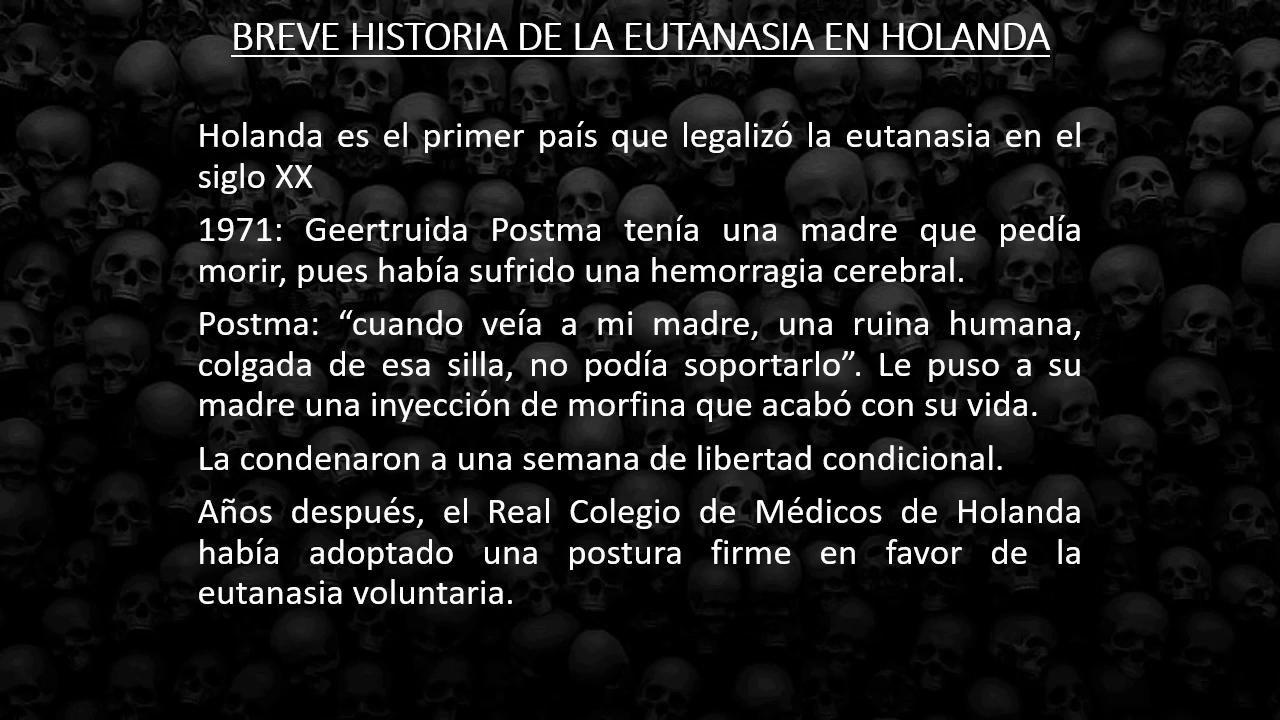 BREVE HISTORIA DE LA EUTANASIA EN HOLANDA
Holanda es el primer país que legalizó la eutanasia en el
siglo XX
1971: Geertruida Postma tenía una madre que pedía
morir, pues había sufrido una hemorragia cerebral.
Postma: “cuando veía a mi madre, una ruina humana,
colgada de esa silla, no podía soportarlo”. Le puso a su
madre una inyección de morfina que acabó con su vida.
La condenaron a una semana de libertad condicional.
Años después, el Real Colegio de Médicos de Holanda
había adoptado una postura firme en favor de la
eutanasia voluntaria.